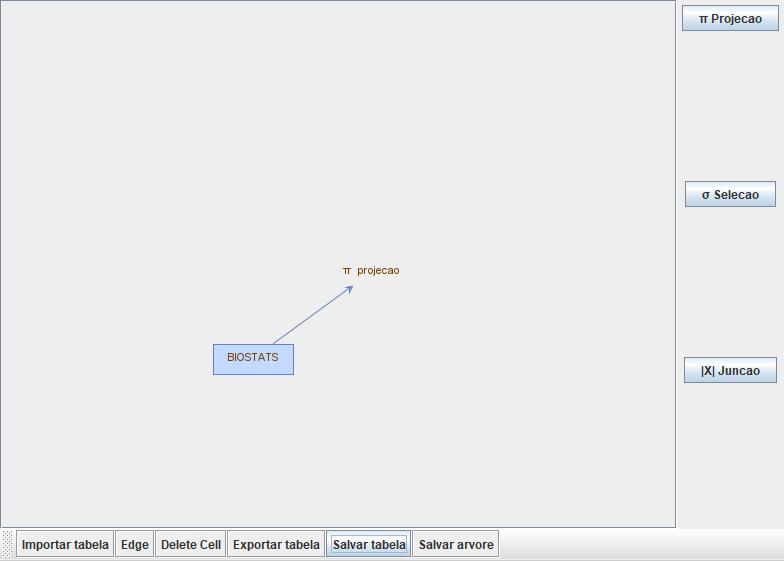 π Projecao
σ Selecao
π projecao
BIOSTATS
|X| Juncao
Importar tabela
Edge
Delete Cell
Exportar tabela
Salvar tabela
Salvar arvore